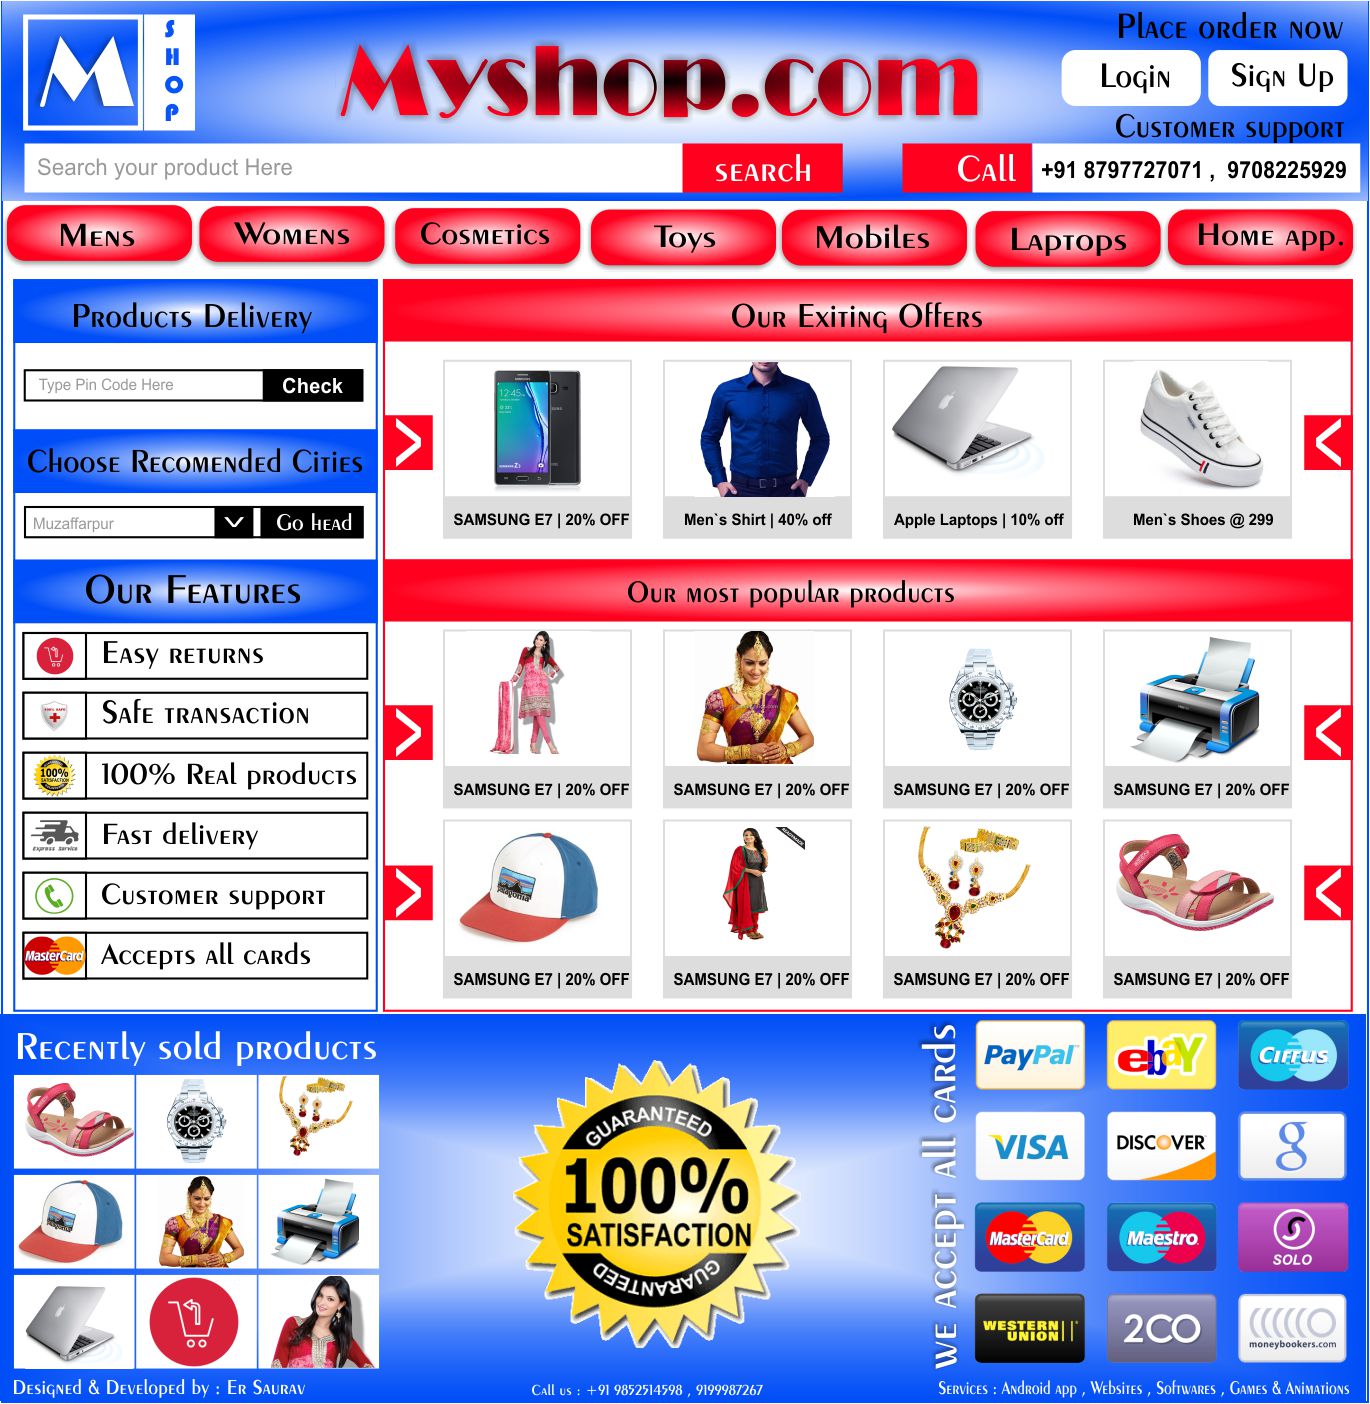 M
SHOP
Myshop.com
Place order now
Login
Sign Up
Customer support
Search your product Here
search
Call
+91 8797727071 , 9708225929
Mens
Womens
Cosmetics
Toys
Mobiles
Laptops
Home app.
Products Delivery
Type Pin Code Here
Check
Choose Recomended Cities
Muzaffarpur
Go head
Our Features
Easy returns
Safe transaction
100% Real products
100%
SATISFACTION
Fast delivery
Express Service
Customer support
Accepts all cards
MasterCard
Our Exiting Offers
SAMSUNG E7 | 20% OFF
Men`s Shirt | 40% off
Apple Laptops | 10% off
Men`s Shoes @ 299
Our most popular products
SAMSUNG E7 | 20% OFF
SAMSUNG E7 | 20% OFF
SAMSUNG E7 | 20% OFF
SAMSUNG E7 | 20% OFF
patagonia
SAMSUNG E7 | 20% OFF
SAMSUNG E7 | 20% OFF
SAMSUNG E7 | 20% OFF
SAMSUNG E7 | 20% OFF
Recently sold products
GUARANTEED
100%
SATISFACTION
GUARANTEED
We accept all cards
PayPal
ebay
Cirrus
VISA
DISCOVER
g
MasterCard
Maestro
S
SOLO
WESTERN
UNION
2CO
moneybookers.com
Designed & Developed by : Er Saurav
Call us : +91 9852514598 , 9199987267
Services : Android app , Websites , Softwares , Games & Animations